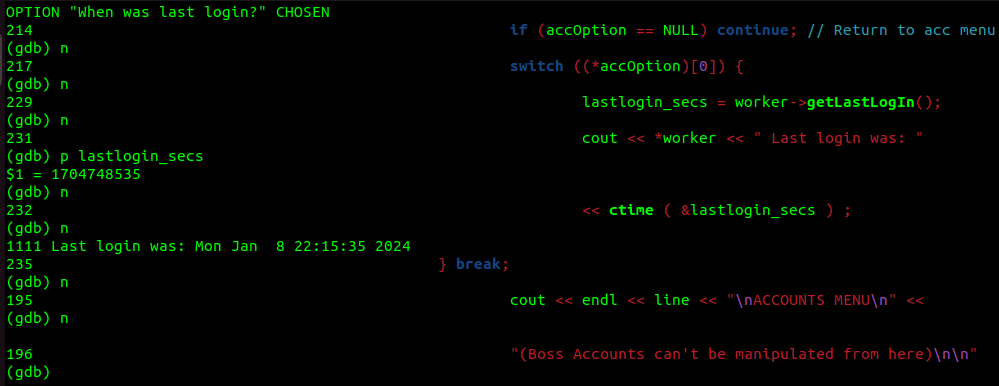 OPTION "When was last login?" CHOSEN
214 if (accOption == NULL) continue; // Return to acc menu
(gdb) n
217 switch ((*accOption)[0]) {
(gdb) n
229 lastlogin_secs = worker->getLastLogIn();
(gdb) n
231 cout << *worker << " Last login was: "
(gdb) p lastlogin_secs
$1 = 1704748535
(gdb) n
232 << ctime ( &lastlogin_secs ) ;
(gdb) n
1111 Last login was: Mon Jan  8 22:15:35 2024
235 } break;
(gdb) n
195 cout << endl << line << "\nACCOUNTS MENU\n" <<
(gdb) n
196 "(Boss Accounts can't be manipulated from here)\n\n"
(gdb)